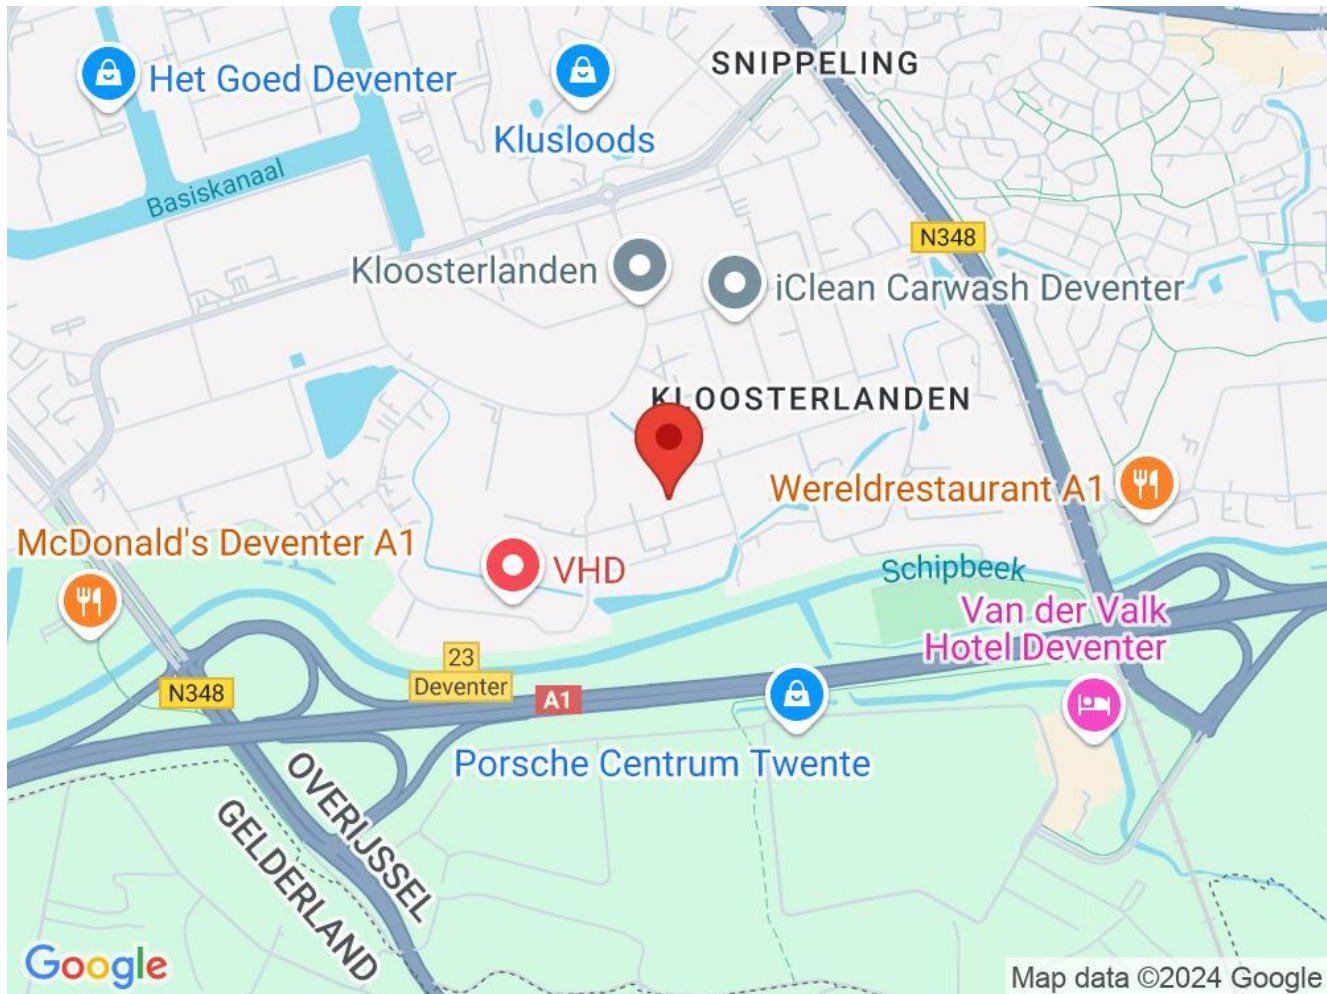 SNIPPELING
Het Goed Deventer
Klusloods
Basiskanaal
N348
Kloosterlanden
iClean Carwash Deventer
KLOOSTERLANDEN
Wereldrestaurant A1
McDonald's Deventer A1
VHD
Schipbeek
Van der Valk
Hotel Deventer
23
Deventer
N348
A1
Porsche Centrum Twente
OVERIJSSEL
GELDERLAND
Google
Map data ©2024 Google